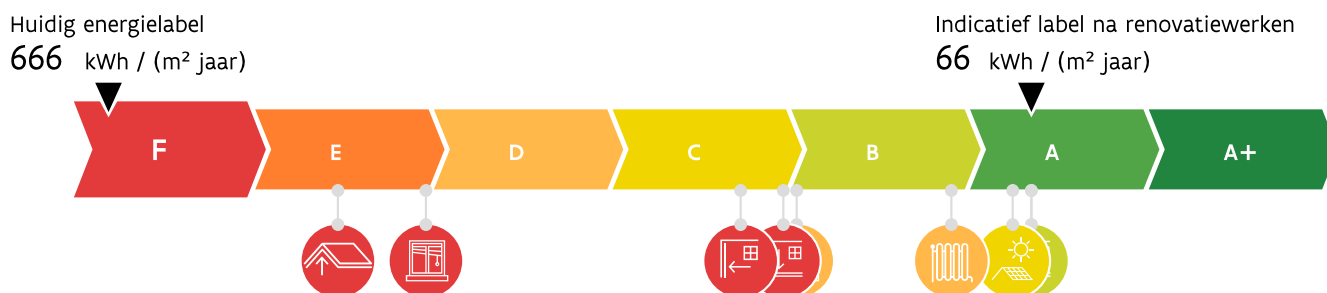 Huidig energielabel
666 kWh / (m² jaar)
Indicatief label na renovatiewerken
66 kWh / (m² jaar)
F E D C B A A+